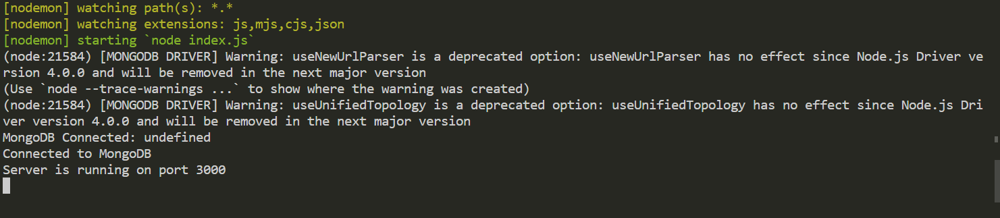 [nodemon] watching path(s): *.*
[nodemon] watching extensions: js,mjs,cjs,json
[nodemon] starting `node index.js`
(node:21584) [MONGODB DRIVER] Warning: useNewUrlParser is a deprecated option: useNewUrlParser has no effect since Node.js Driver ve
rsion 4.0.0 and will be removed in the next major version
(Use `node --trace-warnings ...` to show where the warning was created)
(node:21584) [MONGODB DRIVER] Warning: useUnifiedTopology is a deprecated option: useUnifiedTopology has no effect since Node.js Dri
ver version 4.0.0 and will be removed in the next major version
MongoDB Connected: undefined
Connected to MongoDB
Server is running on port 3000